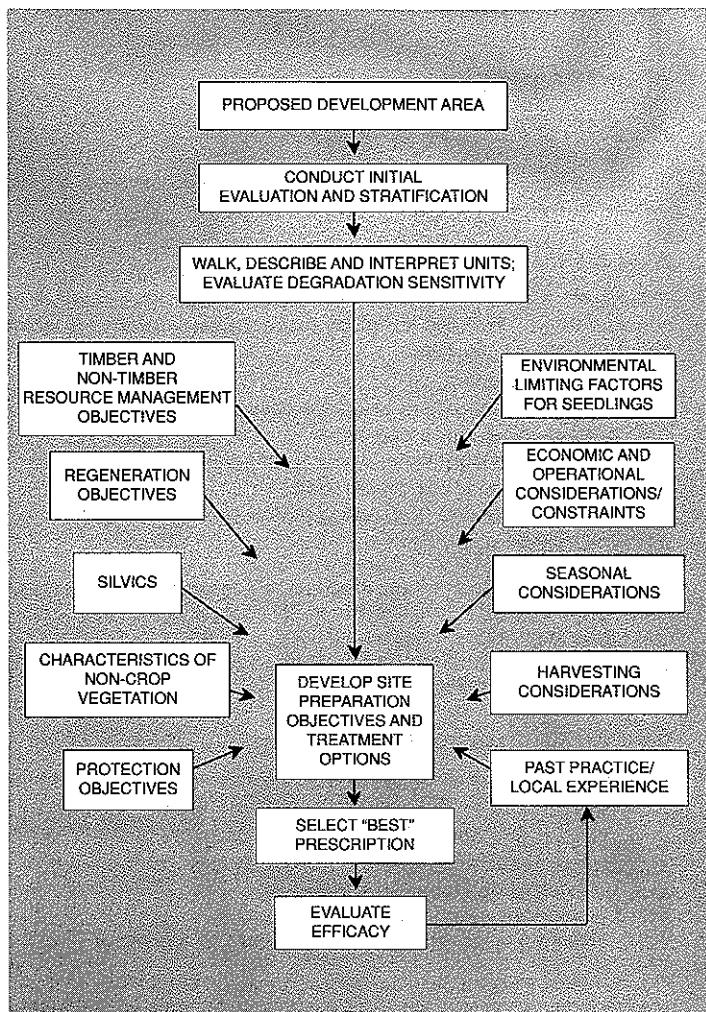 PROPOSED DEVELOPMENT AREA
CONDUCT INITIAL
EVALUATION AND STRATIFICATION
WALK, DESCRIBE AND INTERPRET UNITS;
EVALUATE DEGRADATION SENSITIVITY
TIMBER AND
NON-TIMBER
RESOURCE MANAGEMENT
OBJECTIVES
REGENERATION
OBJECTIVES
SILVICS
CHARACTERISTICS OF
NON-CROP
VEGETATION
PROTECTION
OBJECTIVES
ENVIRONMENTAL
LIMITING FACTORS
FOR SEEDLINGS
ECONOMIC AND
OPERATIONAL
CONSIDERATIONS/
CONSTRAINTS
SEASONAL
CONSIDERATIONS
HARVESTING
CONSIDERATIONS
PAST PRACTICE/
LOCAL EXPERIENCE
DEVELOP SITE
PREPARATION
OBJECTIVES AND
TREATMENT
OPTIONS
SELECT "BEST"
PRESCRIPTION
EVALUATE
EFFICACY